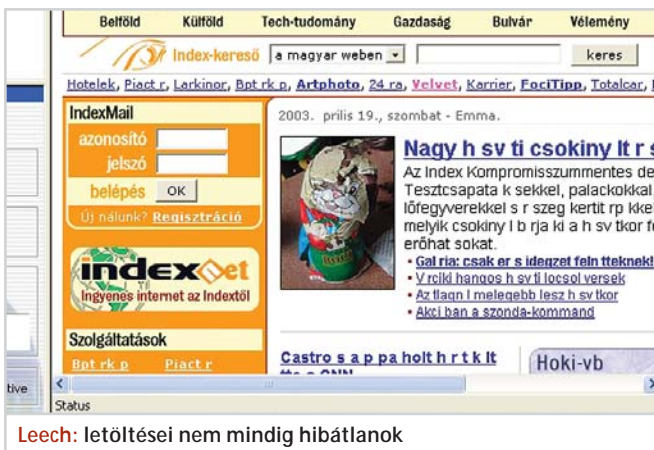 Belföld Külföld Tech-tudomány Gazdaság Bulvár Vélemény
Index-kereső a magyar weben keres
Hotelek, Piact r, Larkinor, Bpt rk p, Artphoto, 24 ra, Velvet, Karrier, FociTipp, Totalcar,
IndexMail
azonosító
jelszó
belépés OK
Új nálunk? Regisztráció
index net
Ingyenes internet az Indextől
Szolgáltatások
Bpt rk p Piact r
2003. prilis 19., szombat - Emma.
Nagy h sv ti csokiny lt r s
Az Index Kompromisszummentes de
Tesztcsapata k sekkel, palackokkal,
lőfegyverekkel s r szeg kertit rp kkel
melyik csokiny l b rja ki a h sv tkor fe
erőhat sokat.
• Gal ria: csak er s idegzet feln tteknek!
• V rciki hangos h sv ti locsol versek
• Az tlagn l melegebb lesz h sv tkor
• Akci ban a szonda-kommand
Castro s a p pa holt h r t k lt
Hoki-vb
tive
Status
Leech: letöltései nem mindig hibátlanok